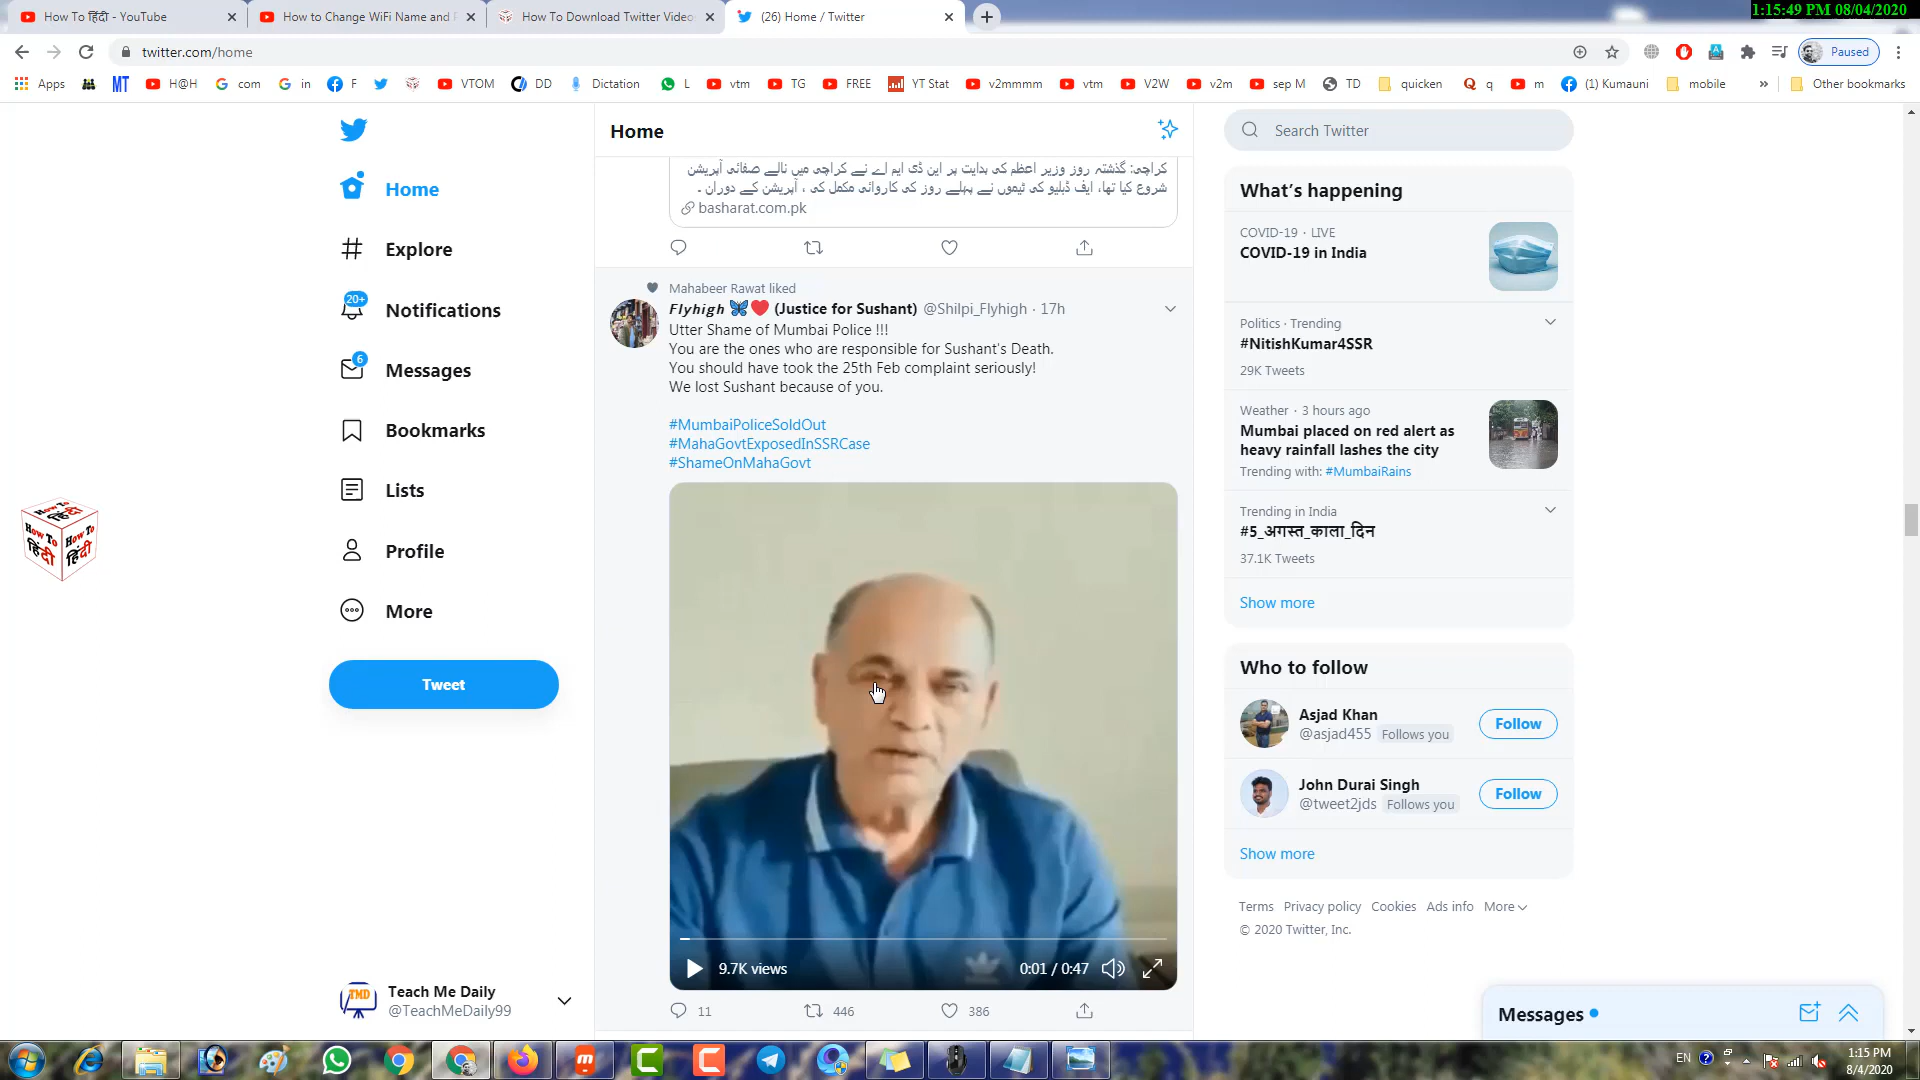 1:15:49 PM 08/04/2020
How To हिंदी - YouTube
How to Change WiFi Name and
How To Download Twitter Video
(26) Home / Twitter
twitter.com/home
Paused
Apps
MT
H@H
com
in
F
VTOM
DD
Dictation
L
vtm
TG
FREE
YT Stat
v2mmmm
vtm
V2W
v2m
sep M
TD
quicken
q
m
(1) Kumauni
mobile
»
Other bookmarks
Home
Explore
20+
Notifications
6
Messages
Bookmarks
Lists
Profile
More
Tweet
How To
How To
हिंदी
How To
हिंदी
TMD
Teach Me Daily
@TeachMeDaily99
Home
کراچی: گذشتہ روز وزیر اعظم کی ہدایت پر این ڈی ایم اے نے کراچی میں نالے صفائی آپریشن
شروع کیا تھا، ایف ڈبلیو کی ٹیموں نے پہلے روز کی کاروائی مکمل کی ، آپریشن کے دوران ۔
basharat.com.pk
Mahabeer Rawat liked
Flyhigh 🦋❤️ (Justice for Sushant) @Shilpi_Flyhigh · 17h
Utter Shame of Mumbai Police !!!
You are the ones who are responsible for Sushant's Death.
You should have took the 25th Feb complaint seriously!
We lost Sushant because of you.
#MumbaiPoliceSoldOut
#MahaGovtExposedInSSRCase
#ShameOnMahaGovt
9.7K views
0:01 / 0:47
11
446
386
Search Twitter
What's happening
COVID-19 · LIVE
COVID-19 in India
Politics · Trending
#NitishKumar4SSR
29K Tweets
Weather · 3 hours ago
Mumbai placed on red alert as
heavy rainfall lashes the city
Trending with: #MumbaiRains
Trending in India
#5_अगस्त_काला_दिन
37.1K Tweets
Show more
Who to follow
Asjad Khan
@asjad455 Follows you
Follow
John Durai Singh
@tweet2jds Follows you
Follow
Show more
Terms Privacy policy Cookies Ads info More
© 2020 Twitter, Inc.
Messages
EN
1:15 PM
8/4/2020